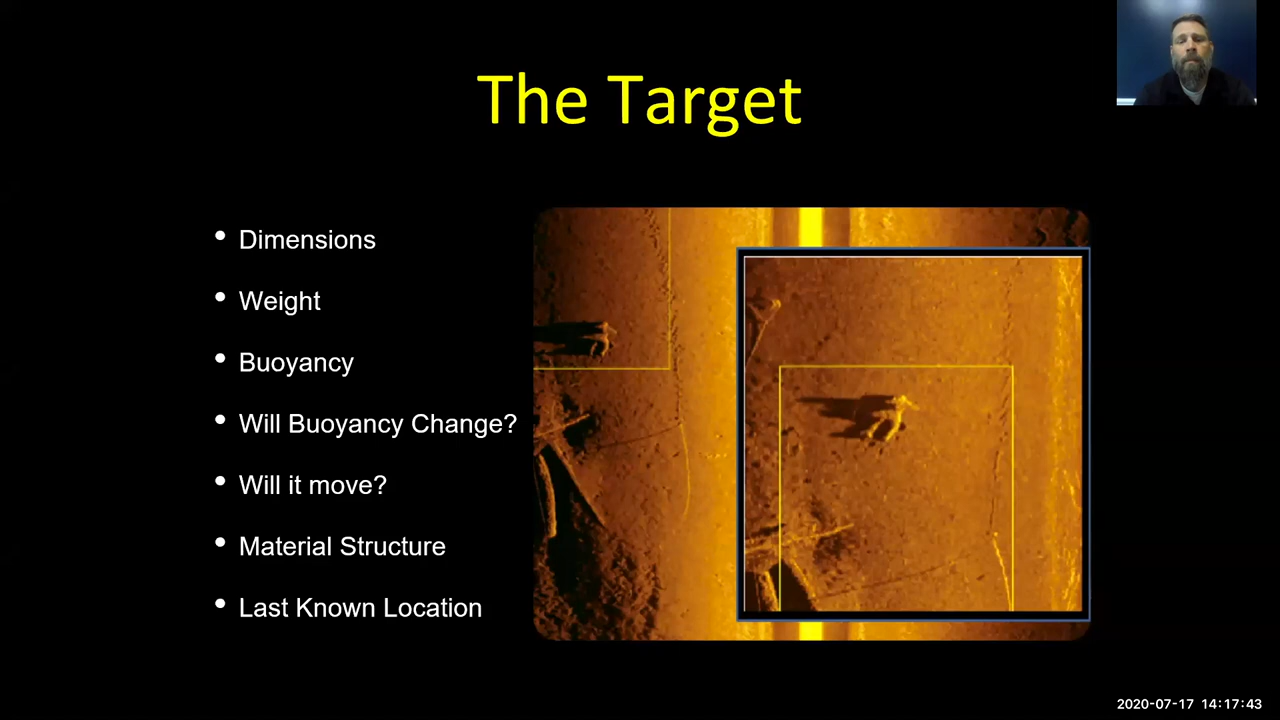 The Target
• Dimensions
• Weight
• Buoyancy
• Will Buoyancy Change?
• Will it move?
• Material Structure
• Last Known Location
2020-07-17 14:17:43